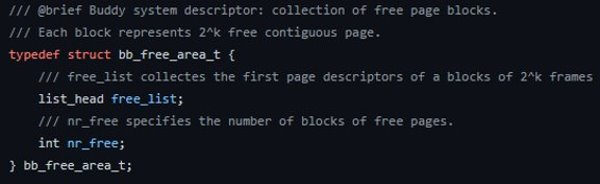 /// @brief Buddy system descriptor: collection of free page blocks.
/// Each block represents 2^k free contiguous page.
typedef struct bb_free_area_t {
/// free_list collectes the first page descriptors of a blocks of 2^k frames
list_head free_list;
/// nr_free specifies the number of blocks of free pages.
int nr_free;
} bb_free_area_t;